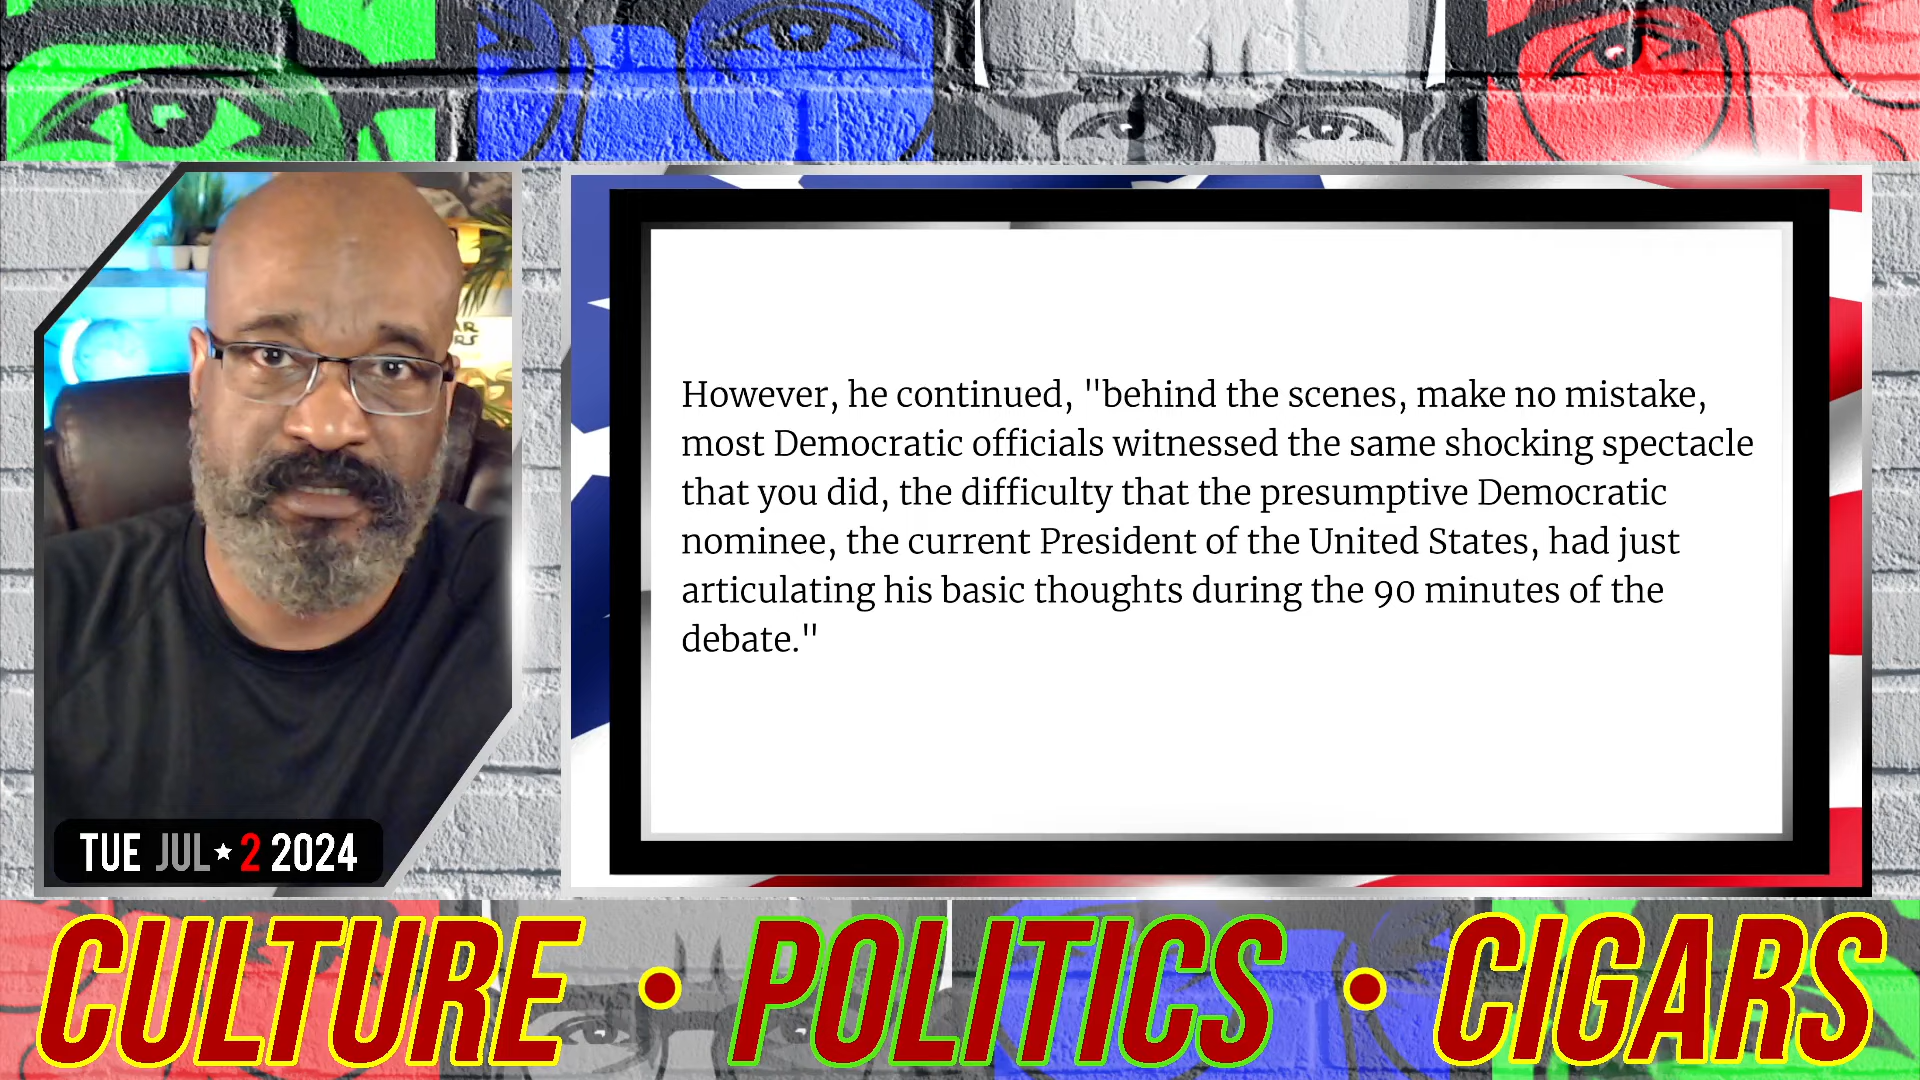 However, he continued, "behind the scenes, make no mistake,
most Democratic officials witnessed the same shocking spectacle
that you did, the difficulty that the presumptive Democratic
nominee, the current President of the United States, had just
articulating his basic thoughts during the 90 minutes of the
debate."
TUE JUL★2 2024
CULTURE • POLITICS • CIGARS